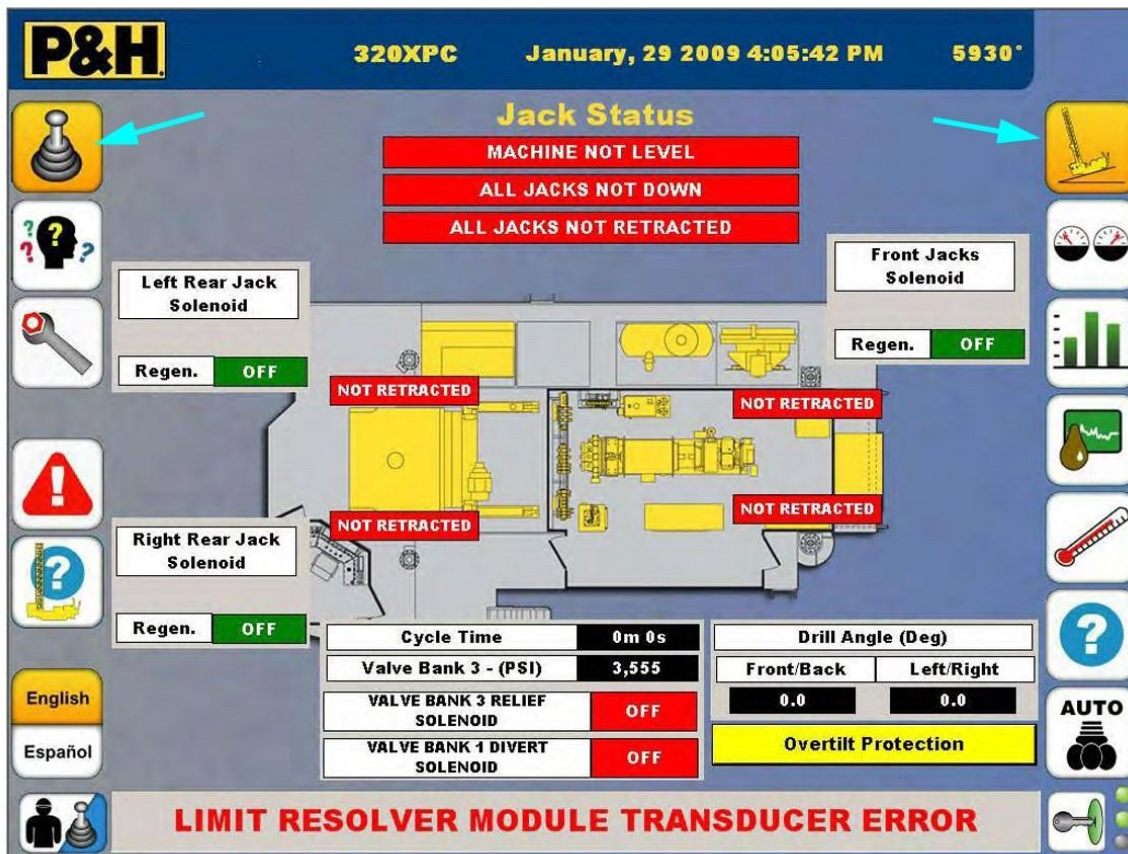 P&H
320XPC January, 29 2009 4:05:42 PM 5930°
Jack Status
MACHINE NOT LEVEL
ALL JACKS NOT DOWN
ALL JACKS NOT RETRACTED
Left Rear Jack
Solenoid
Regen. OFF
Front Jacks
Solenoid
Regen. OFF
NOT RETRACTED
NOT RETRACTED
NOT RETRACTED
NOT RETRACTED
Right Rear Jack
Solenoid
Regen. OFF
Cycle Time 0m 0s
Valve Bank 3 - (PSI) 3,555
VALVE BANK 3 RELIEF
SOLENOID
OFF
VALVE BANK 1 DIVERT
SOLENOID
OFF
Drill Angle (Deg)
Front/Back Left/Right
0.0 0.0
Overtilt Protection
? ? ?
!
?
English
Español
?
AUTO
LIMIT RESOLVER MODULE TRANSDUCER ERROR